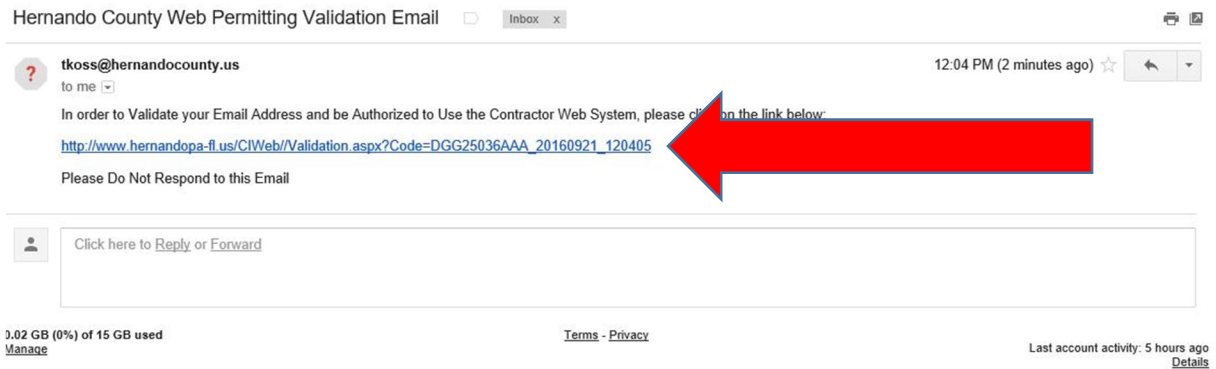 Hernando County Web Permitting Validation Email Inbox x
?
tkoss@hernandocounty.us 12:04 PM (2 minutes ago)
to me
In order to Validate your Email Address and be Authorized to Use the Contractor Web System, please on the link below:
http://www.hernandopa-fl.us/CIWeb//Validation.aspx?Code=DGG25036AAA_20160921_120405
Please Do Not Respond to this Email
Click here to Reply or Forward
0.02 GB (0%) of 15 GB used Terms - Privacy
Manage Last account activity: 5 hours ago
Details